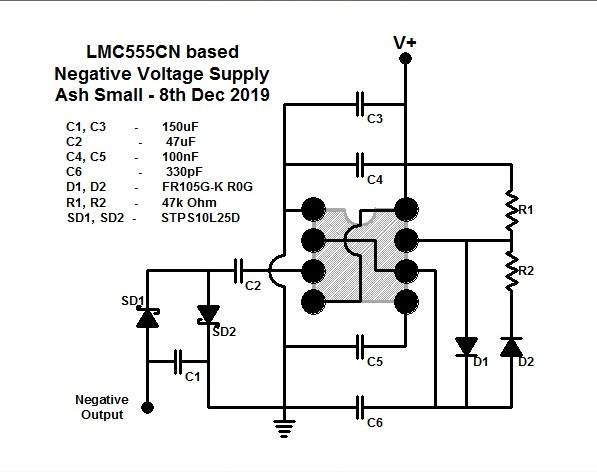 LMC555CN based
Negative Voltage Supply
Ash Small - 8th Dec 2019
C1, C3 - 150uF
C2 - 47uF
C4, C5 - 100nF
C6 - 330pF
D1, D2 - FR105G-K R0G
R1, R2 - 47k Ohm
SD1, SD2 - STPS10L25D
V+
C3
C4
R1
R2
C2
SD1
SD2
C1
C5
D1
D2
Negative
Output
C6